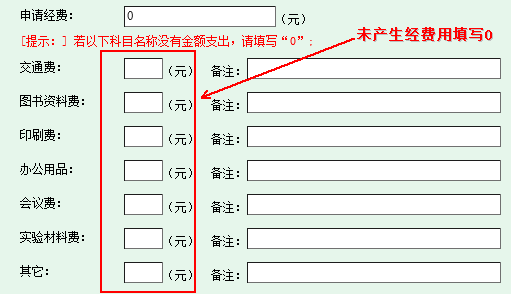 申请经费： 0 （元）
[提示：] 若以下科目名称没有金额支出，请填写“0”;
未产生经费用填写0
交通费： （元） 备注：
图书资料费： （元） 备注：
印刷费： （元） 备注：
办公用品： （元） 备注：
会议费： （元） 备注：
实验材料费： （元） 备注：
其它： （元） 备注：